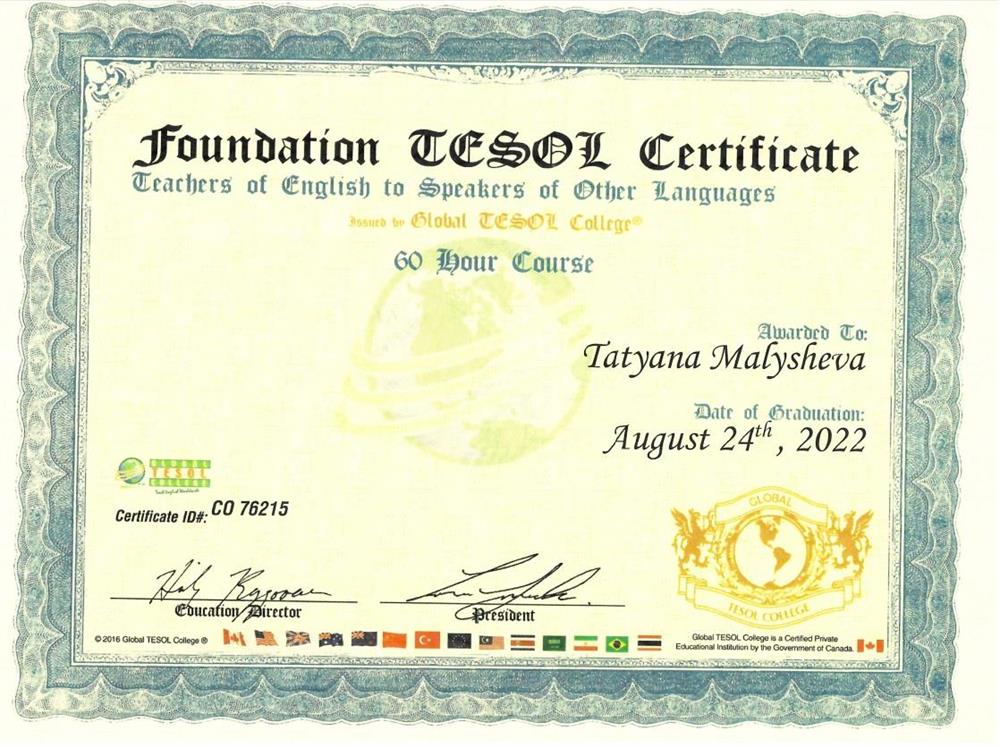 Foundation TESOL Certificate
Teachers of English to Speakers of Other Languages
Issued by Global TESOL College®
60 Hour Course
Awarded To:
Tatyana Malysheva
Date of Graduation:
August 24th, 2022
GLOBAL
TESOL
COLLEGE
Teach English Worldwide
Certificate ID#: CO 76215
GLOBAL
TESOL COLLEGE
Education Director
President
© 2016 Global TESOL College ®
Global TESOL College is a Certified Private
Educational Institution by the Government of Canada.